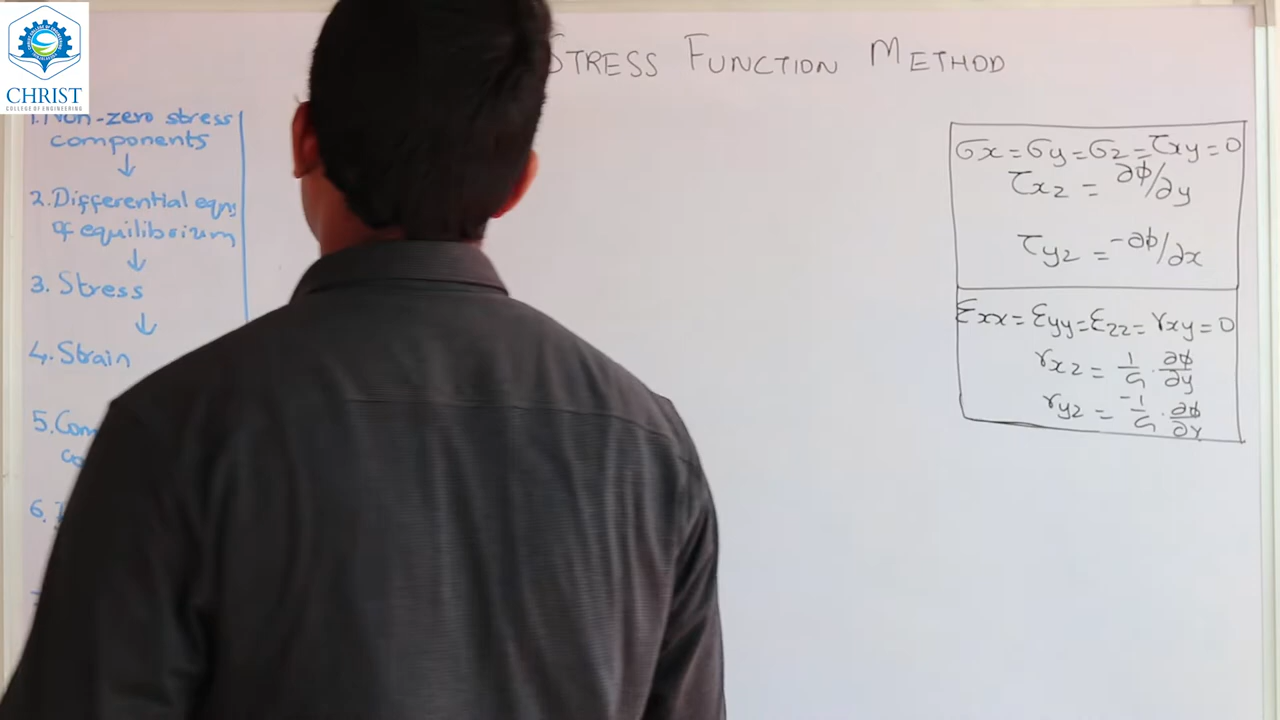 CHRIST
COLLEGE OF ENGINEERING
STRESS FUNCTION METHOD
1. Non-zero stress
components
↓
2. Differential eqns
of equilibrium
↓
3. Stress
↓
4. Strain
5. Com
6.
σx = σy = σz = τxy = 0
τxz = ∂ϕ/∂y
τyz = -∂ϕ/∂x
εxx = εyy = εzz = γxy = 0
γxz = 1/G · ∂ϕ/∂y
γyz = -1/G · ∂ϕ/∂x